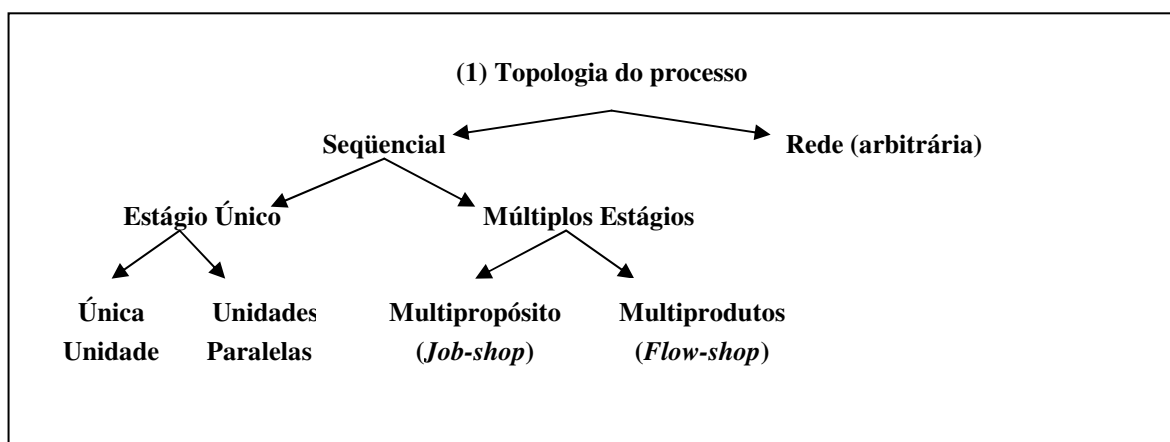 (1) Topologia do processo
Seqüencial Rede (arbitrária)
Estágio Único Múltiplos Estágios
Única Unidades Multipropósito Multiprodutos
Unidade Paralelas (Job-shop) (Flow-shop)